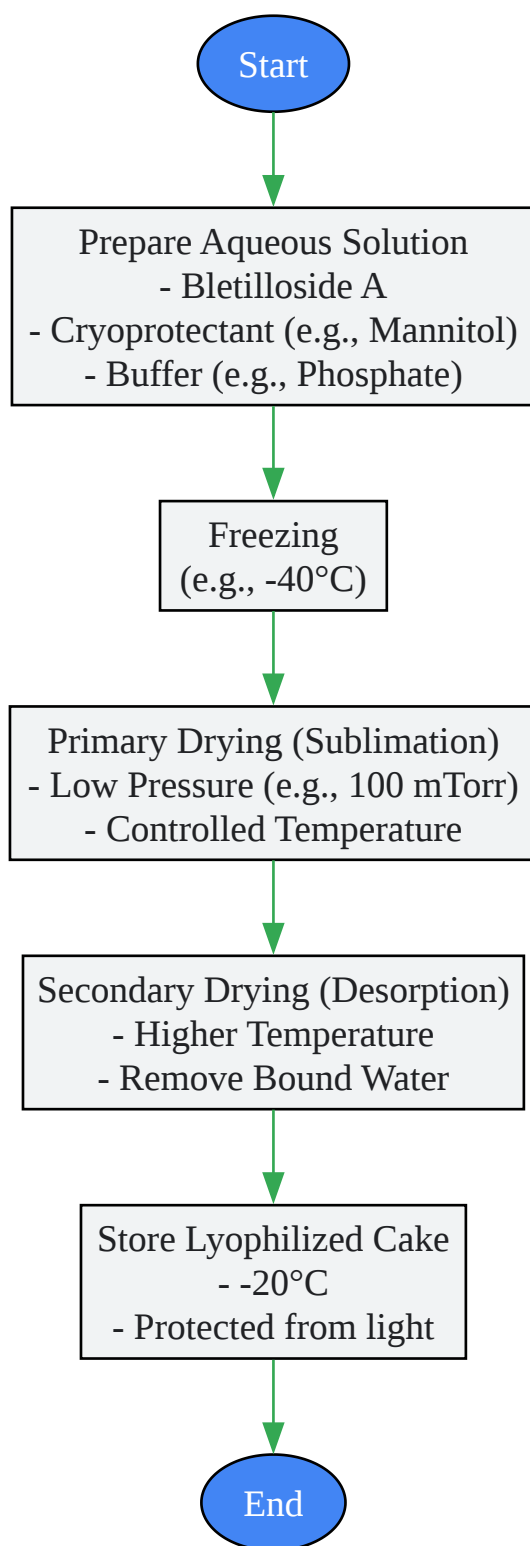 Start
Prepare Aqueous Solution
- Bletilloside A
- Cryoprotectant (e.g., Mannitol)
- Buffer (e.g., Phosphate)
Freezing
(e.g., -40°C)
Primary Drying (Sublimation)
- Low Pressure (e.g., 100 mTorr)
- Controlled Temperature
Secondary Drying (Desorption)
- Higher Temperature
- Remove Bound Water
Store Lyophilized Cake
- -20°C
- Protected from light
End